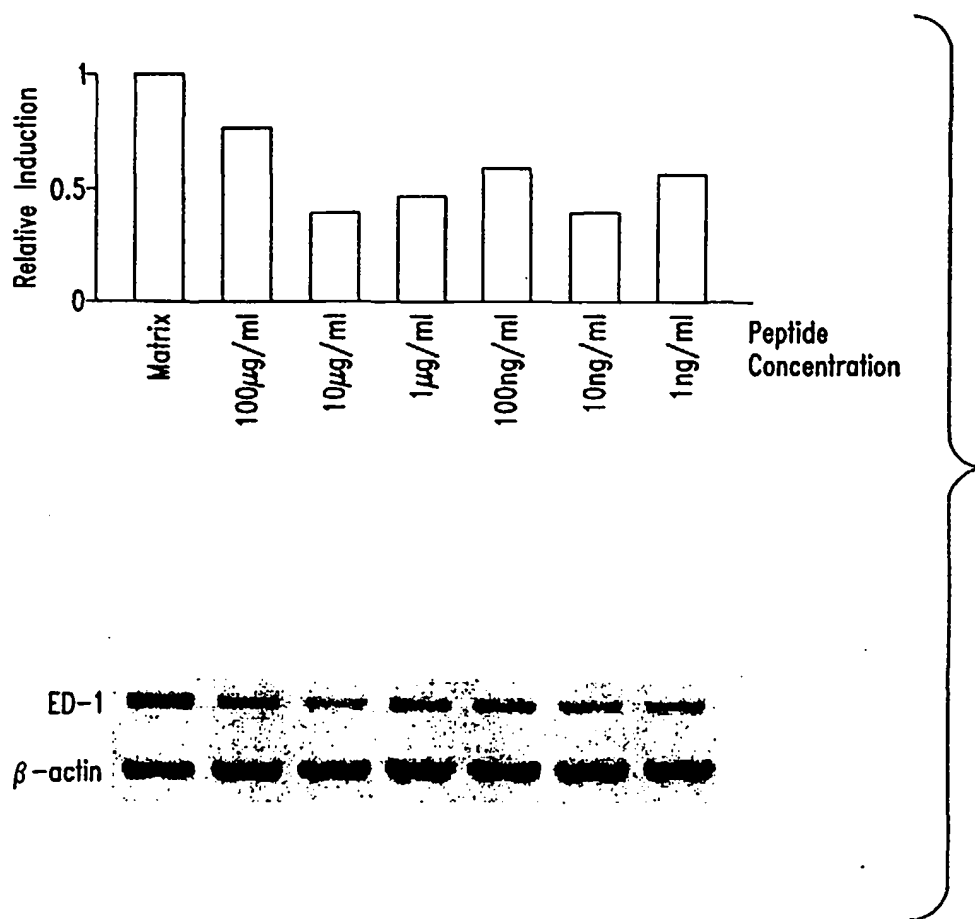 Relative Induction
1
0.5
0
Matrix
100μg/ml
10μg/ml
1μg/ml
100ng/ml
10ng/ml
1ng/ml
Peptide
Concentration
ED-1
β-actin